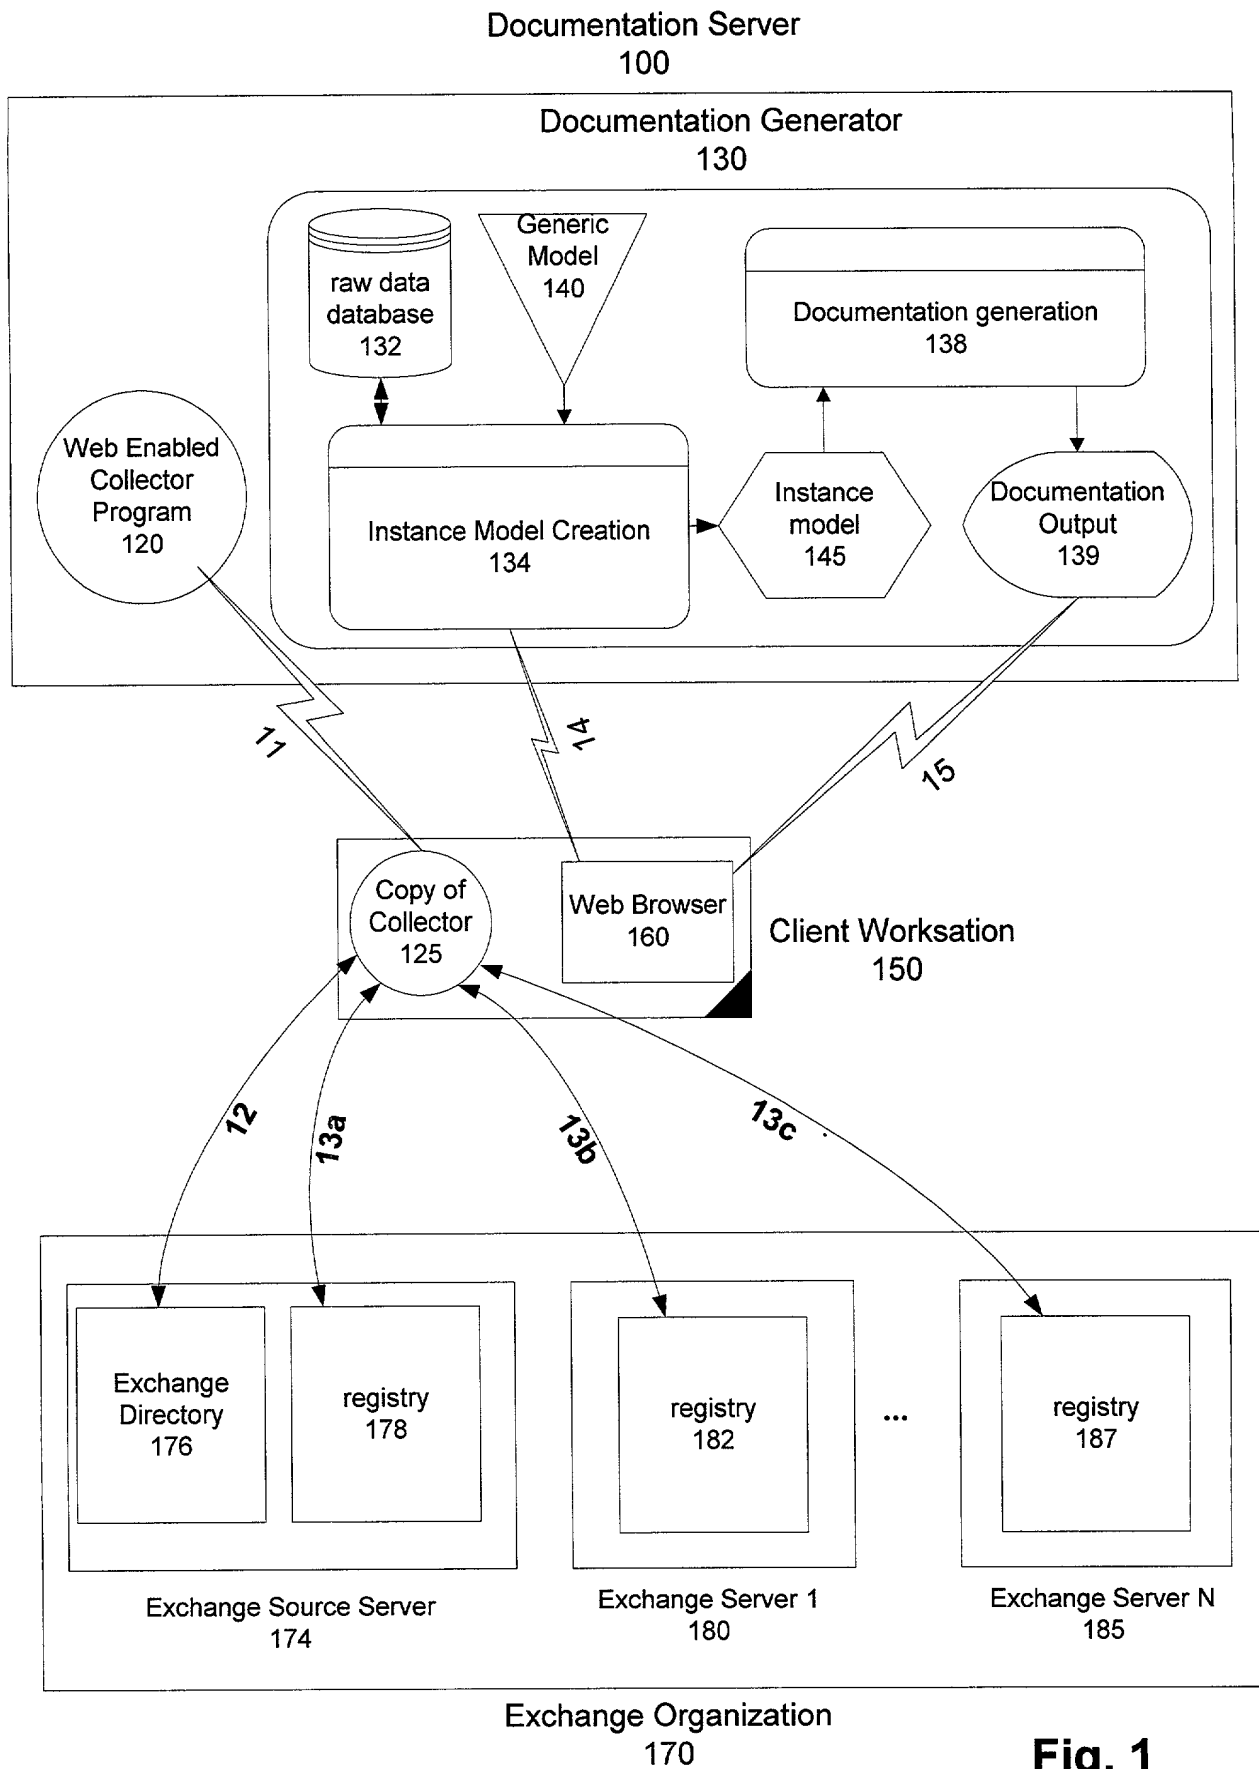 Documentation Server
100
Documentation Generator
130
raw data
database
132
Generic
Model
140
Documentation generation
138
Web Enabled
Collector
Program
120
Instance Model Creation
134
Instance
model
145
Documentation
Output
139
11
14
15
Copy of
Collector
125
Web Browser
160
Client Worksation
150
12
13a
13b
13c
Exchange
Directory
176
registry
178
registry
182
...
registry
187
Exchange Source Server
174
Exchange Server 1
180
Exchange Server N
185
Exchange Organization
170
Fig. 1